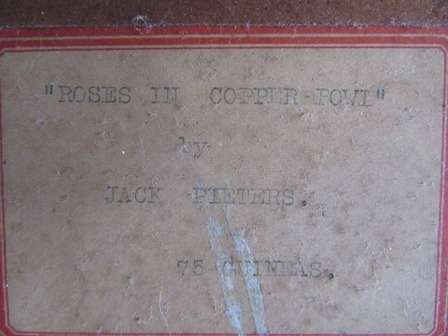 "ROSES IN COPPER BOWL"
by
JACK PIETERS.
75 GUINEAS.